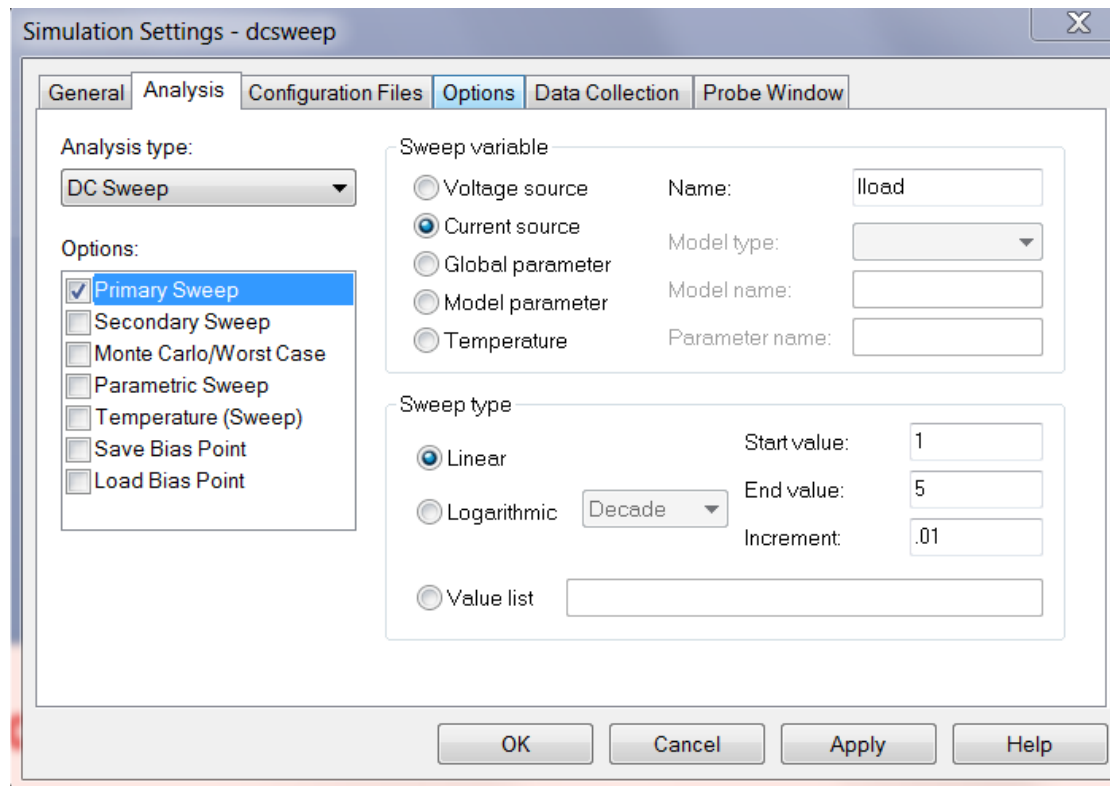 Simulation Settings - dcsweep
X
General Analysis Configuration Files Options Data Collection Probe Window
Analysis type:
DC Sweep
Options:
Primary Sweep
Secondary Sweep
Monte Carlo/Worst Case
Parametric Sweep
Temperature (Sweep)
Save Bias Point
Load Bias Point
Sweep variable
Voltage source
Current source
Global parameter
Model parameter
Temperature
Name: Iload
Model type:
Model name:
Parameter name:
Sweep type
Linear
Logarithmic Decade
Value list
Start value: 1
End value: 5
Increment: .01
OK Cancel Apply Help